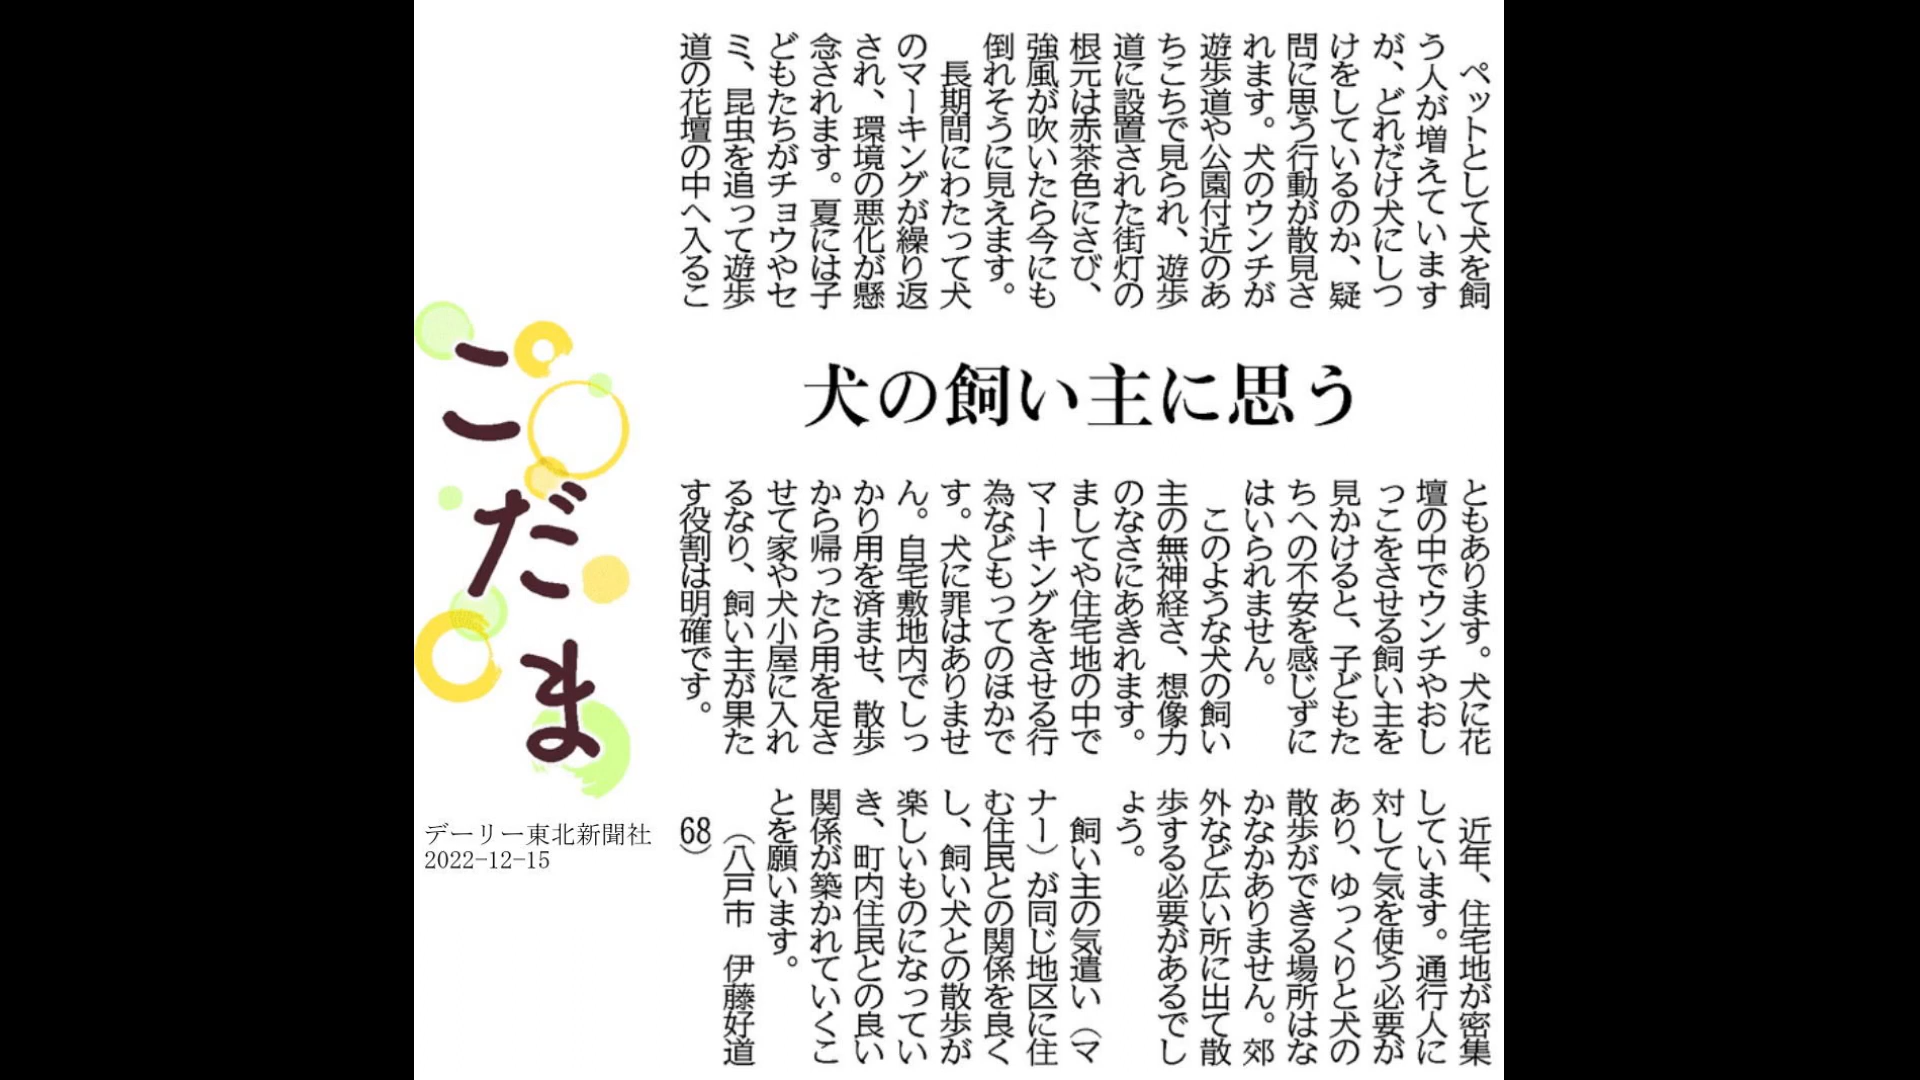 こだま
デーリー東北新聞社
2022-12-15
犬の飼い主に思う
ペットとして犬を飼
う人が増えています
が、どれだけ犬にしつ
けをしているのか、疑
問に思う行動が散見さ
れます。犬のウンチが
遊歩道や公園付近のあ
ちこちで見られ、遊歩
道に設置された街灯の
根元は赤茶色にさび、
強風が吹いたら今にも
倒れそうに見えます。
長期間にわたって犬
のマーキングが繰り返
され、環境の悪化が懸
念されます。夏には子
どもたちがチョウやセ
ミ、昆虫を追って遊歩
道の花壇の中へ入るこ
ともあります。犬に花
壇の中でウンチやおし
っこをさせる飼い主を
見かけると、子どもた
ちへの不安を感じずに
はいられません。
このような犬の飼い
主の無神経さ、想像力
のなさにあきれます。
ましてや住宅地の中で
マーキングをさせる行
為などもってのほかで
す。犬に罪はありませ
ん。自宅敷地内でしっ
かり用を済ませ、散歩
から帰ったら用を足さ
せて家や犬小屋に入れ
るなり、飼い主が果た
す役割は明確です。
近年、住宅地が密集
しています。通行人に
対して気を使う必要が
あり、ゆっくりと犬の
散歩ができる場所はな
かなかありません。郊
外など広い所に出て散
歩する必要があるでし
ょう。
飼い主の気遣い（マ
ナー）が同じ地区に住
む住民との関係を良く
し、飼い犬との散歩が
楽しいものになってい
き、町内住民との良い
関係が築かれていくこ
とを願います。
（八戸市　伊藤好道
68）